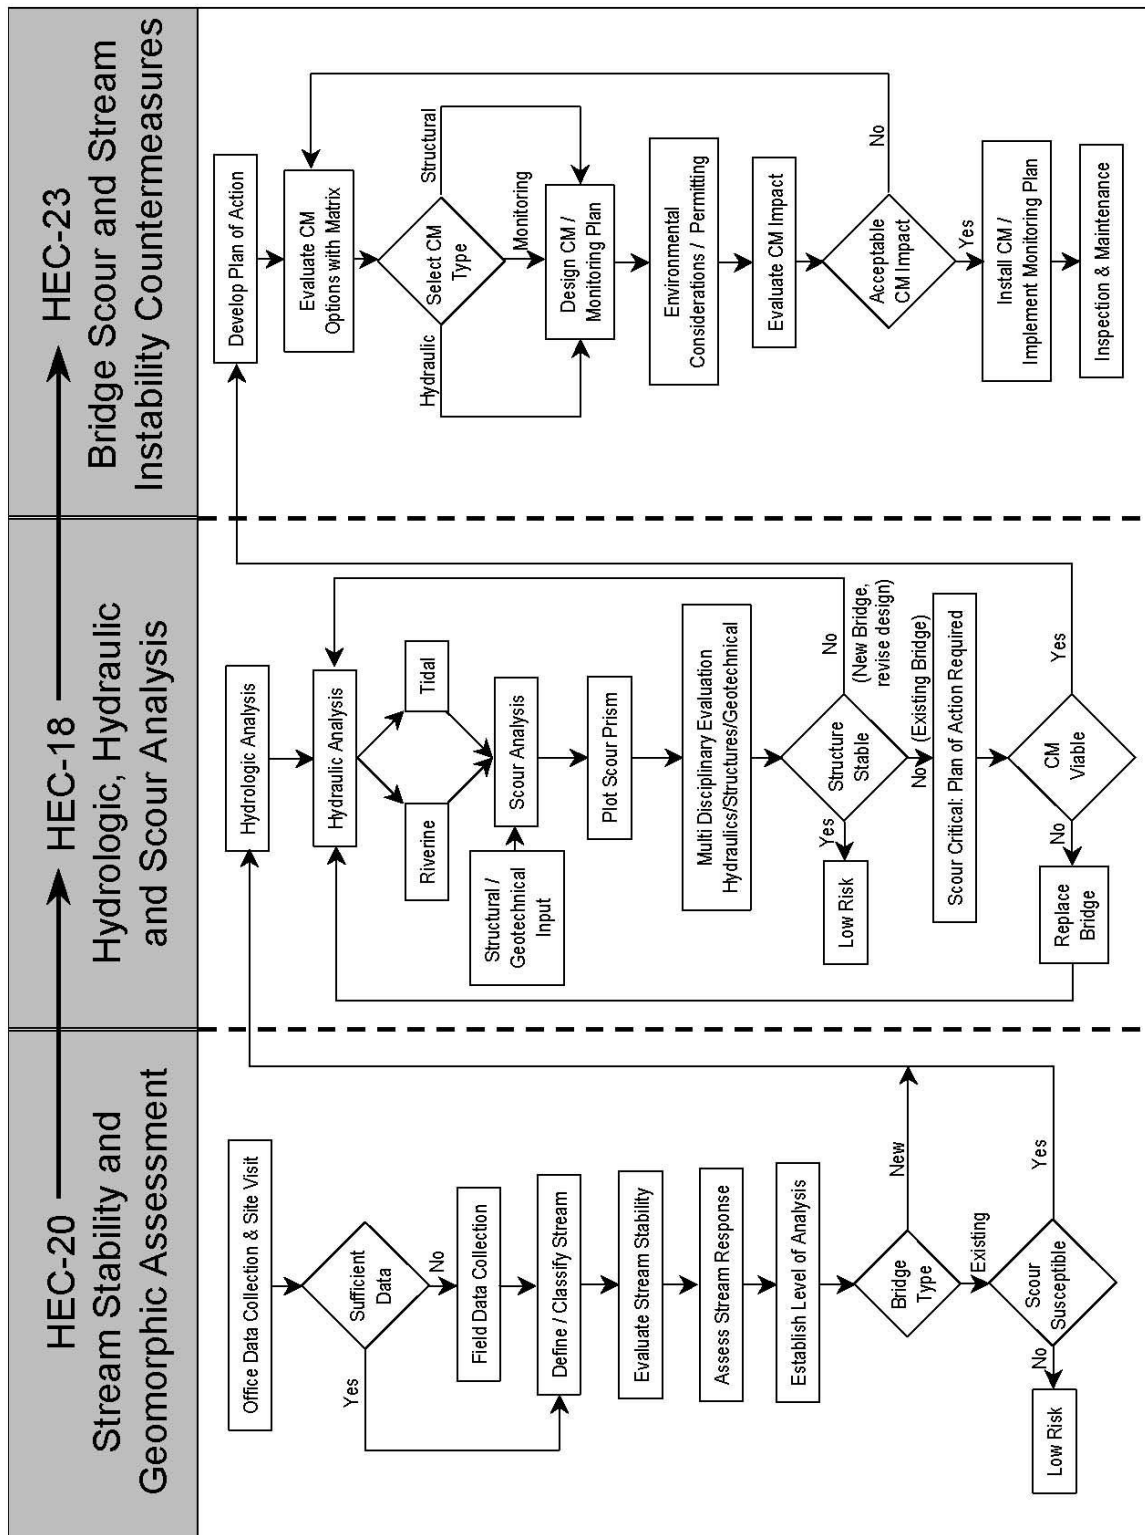 HEC-20
HEC-18
HEC-23
Stream Stability and
Geomorphic Assessment
Hydrologic, Hydraulic
and Scour Analysis
Bridge Scour and Stream
Instability Countermeasures
Office Data Collection & Site Visit
Sufficient
Data
Yes
No
Field Data Collection
Define / Classify Stream
Evaluate Stream Stability
Assess Stream Response
Establish Level of Analysis
Bridge
Type
New
Existing
Scour
Susceptible
No
Yes
Low Risk
Hydrologic Analysis
Hydraulic Analysis
Riverine
Tidal
Structural /
Geotechnical
Input
Scour Analysis
Plot Scour Prism
Multi Disciplinary Evaluation
Hydraulics/Structures/Geotechnical
Structure
Stable
Yes
No
(New Bridge,
revise design)
Low Risk
No (Existing Bridge)
Scour Critical: Plan of Action Required
CM
Viable
No
Yes
Replace
Bridge
Develop Plan of Action
Evaluate CM
Options with Matrix
Select CM
Type
Hydraulic
Monitoring
Structural
Design CM /
Monitoring Plan
Environmental
Considerations / Permitting
Evaluate CM Impact
Acceptable
CM Impact
No
Yes
Install CM /
Implement Monitoring Plan
Inspection & Maintenance